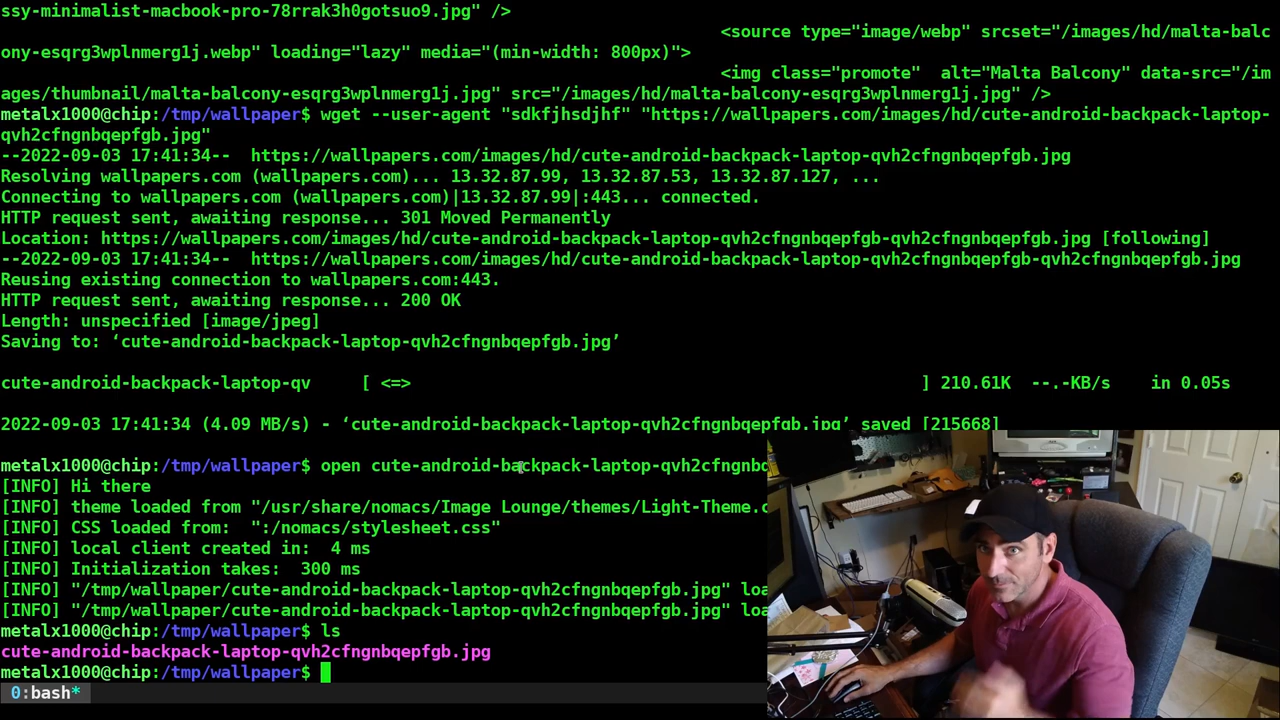 ssy-minimalist-macbook-pro-78rrak3h0gotsuo9.jpg" />
<source type="image/webp" srcset="/images/hd/malta-balc
ony-esqrg3wplnmerg1j.webp" loading="lazy" media="(min-width: 800px)">
<img class="promote"  alt="Malta Balcony" data-src="/im
ages/thumbnail/malta-balcony-esqrg3wplnmerg1j.jpg" src="/images/hd/malta-balcony-esqrg3wplnmerg1j.jpg" />
metalx1000@chip:/tmp/wallpaper$ wget --user-agent "sdkfjhsdjhf" "https://wallpapers.com/images/hd/cute-android-backpack-laptop-
qvh2cfngnbqepfgb.jpg"
--2022-09-03 17:41:34--  https://wallpapers.com/images/hd/cute-android-backpack-laptop-qvh2cfngnbqepfgb.jpg
Resolving wallpapers.com (wallpapers.com)... 13.32.87.99, 13.32.87.53, 13.32.87.127, ...
Connecting to wallpapers.com (wallpapers.com)|13.32.87.99|:443... connected.
HTTP request sent, awaiting response... 301 Moved Permanently
Location: https://wallpapers.com/images/hd/cute-android-backpack-laptop-qvh2cfngnbqepfgb-qvh2cfngnbqepfgb.jpg [following]
--2022-09-03 17:41:34--  https://wallpapers.com/images/hd/cute-android-backpack-laptop-qvh2cfngnbqepfgb-qvh2cfngnbqepfgb.jpg
Reusing existing connection to wallpapers.com:443.
HTTP request sent, awaiting response... 200 OK
Length: unspecified [image/jpeg]
Saving to: ‘cute-android-backpack-laptop-qvh2cfngnbqepfgb.jpg’
cute-android-backpack-laptop-qv     [ <=>                                                   ] 210.61K  --.-KB/s    in 0.05s
2022-09-03 17:41:34 (4.09 MB/s) - ‘cute-android-backpack-laptop-qvh2cfngnbqepfgb.jpg’ saved [215668]
metalx1000@chip:/tmp/wallpaper$ open cute-android-backpack-laptop-qvh2cfngnb
[INFO] Hi there
[INFO] theme loaded from "/usr/share/nomacs/Image Lounge/themes/Light-Theme.c
[INFO] CSS loaded from:  ":/nomacs/stylesheet.css"
[INFO] local client created in:  4 ms
[INFO] Initialization takes:  300 ms
[INFO] "/tmp/wallpaper/cute-android-backpack-laptop-qvh2cfngnbqepfgb.jpg" loa
[INFO] "/tmp/wallpaper/cute-android-backpack-laptop-qvh2cfngnbqepfgb.jpg" loa
metalx1000@chip:/tmp/wallpaper$ ls
cute-android-backpack-laptop-qvh2cfngnbqepfgb.jpg
metalx1000@chip:/tmp/wallpaper$
0:bash*